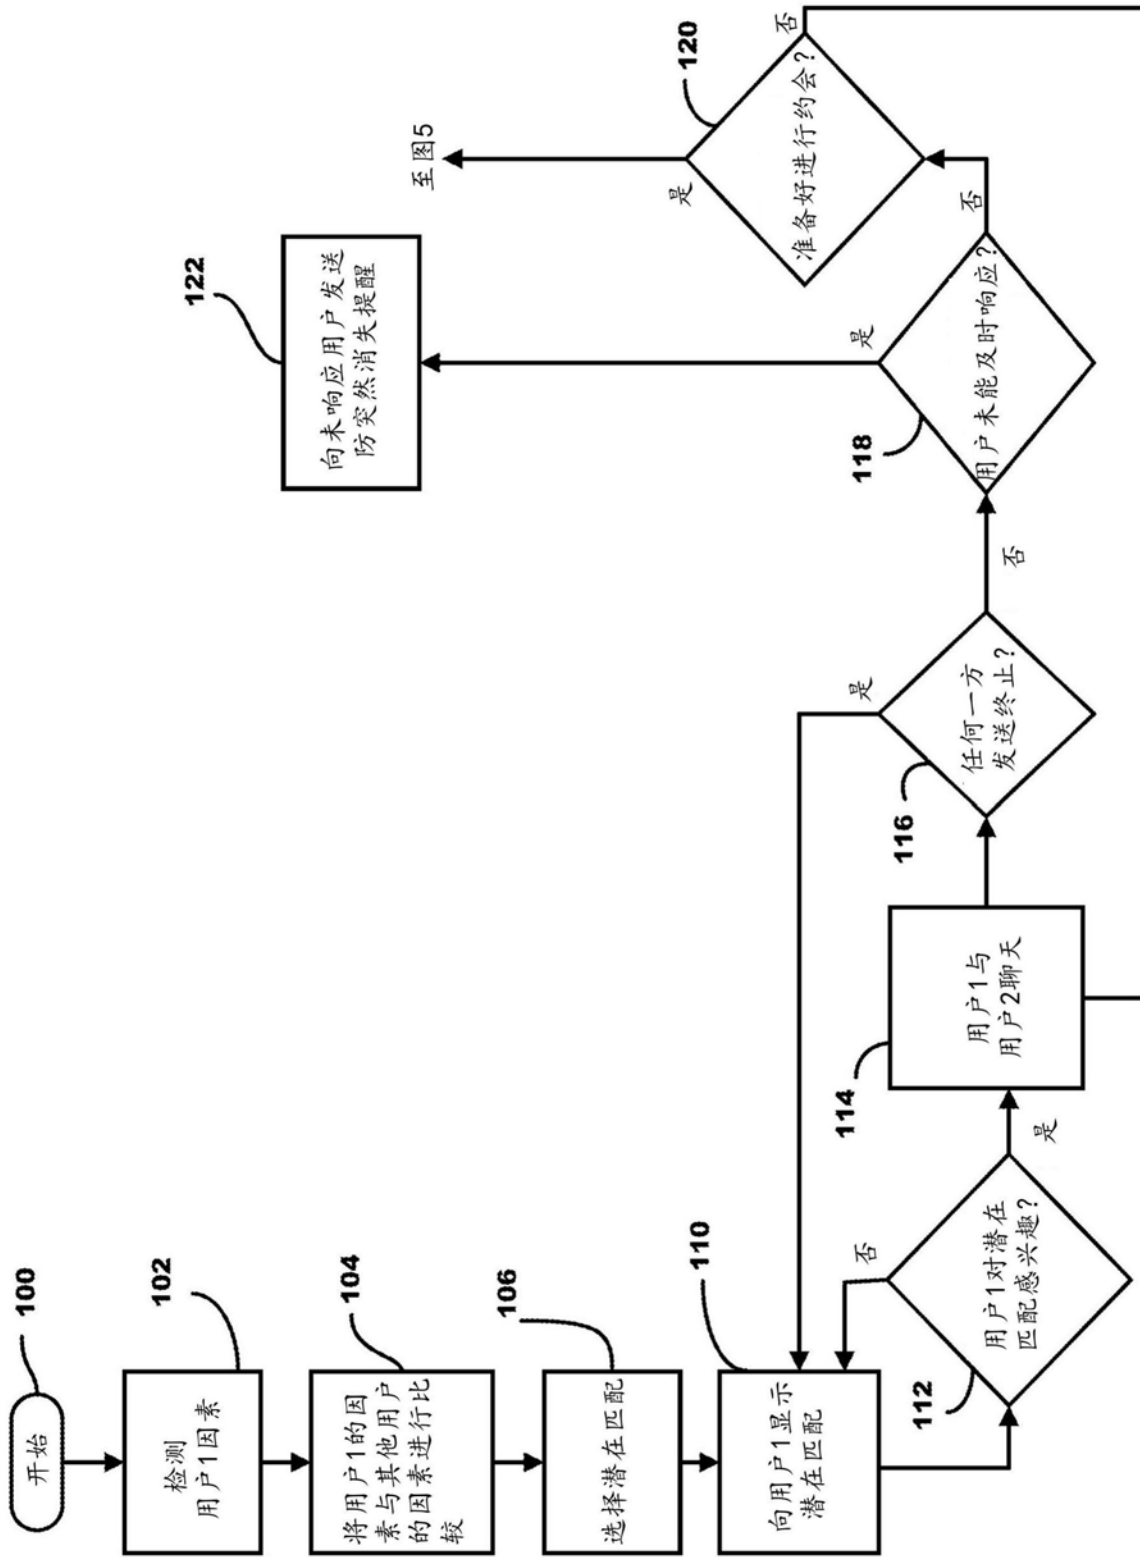 100
开始
102
检测
用户1因素
104
将用户1的因
素与其他用户
的因素进行比
较
106
选择潜在匹配
110
向用户1显示
潜在匹配
112
用户1对潜在
匹配感兴趣？
否
是
114
用户1与
用户2聊天
116
任何一方
发送终止？
是
否
118
用户未能及时响应？
是
否
122
向未响应用户发送
防突然消失提醒
120
准备好进行约会？
是
否
至图5